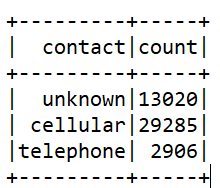 +---------+-----+
|  contact|count|
+---------+-----+
|  unknown|13020|
| cellular|29285|
|telephone| 2906|
+---------+-----+